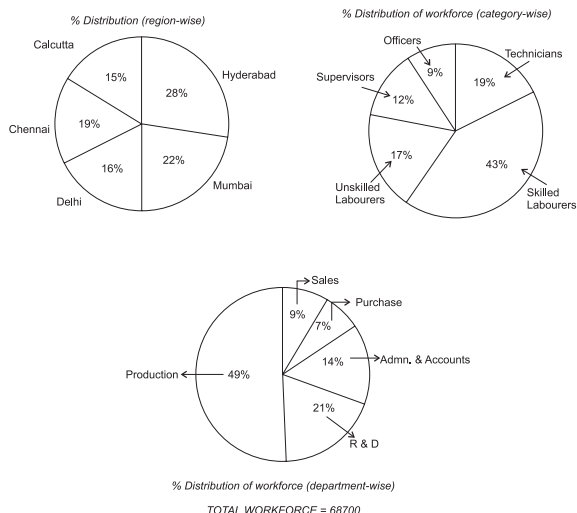 % Distribution (region-wise)
Calcutta
15%
Hyderabad
28%
Chennai
19%
16%
22%
Delhi
Mumbai
% Distribution of workforce (category-wise)
Officers
9%
Technicians
19%
Supervisors
12%
17%
43%
Unskilled
Labourers
Skilled
Labourers
Sales
9%
Purchase
7%
14%
Admn. & Accounts
Production
49%
21%
R & D
% Distribution of workforce (department-wise)
TOTAL WORKFORCE = 68700